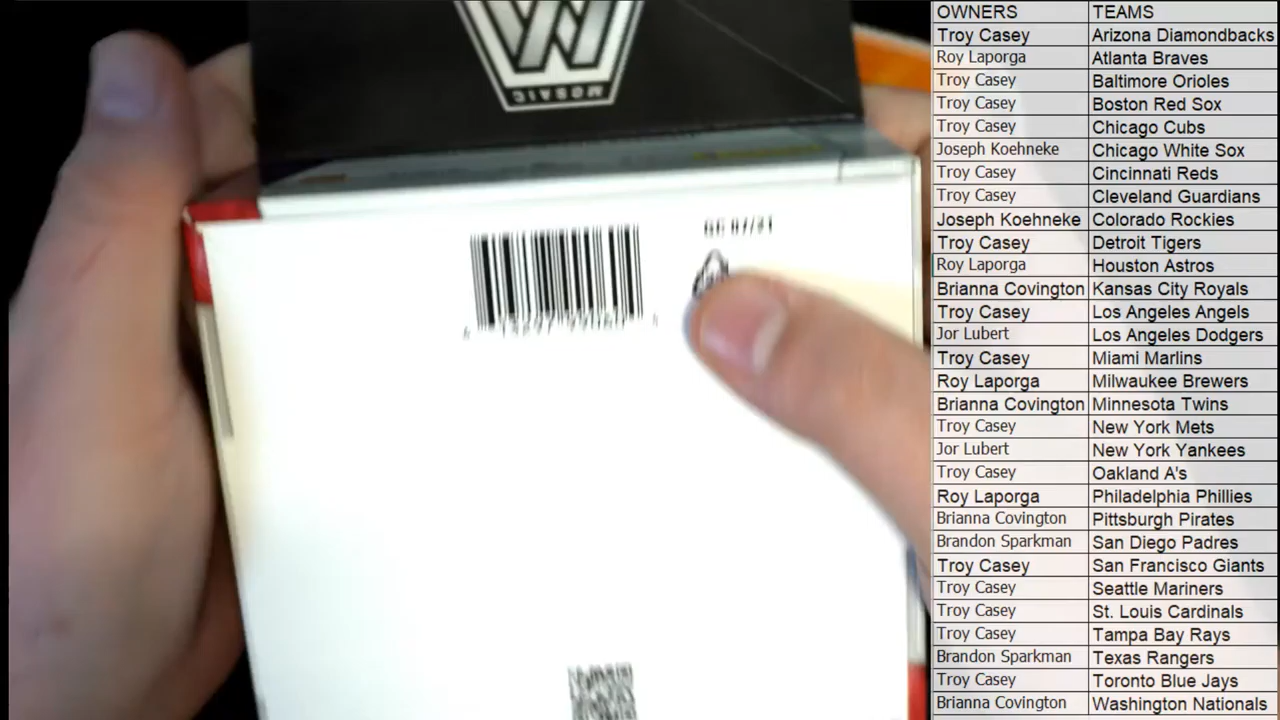 MOSAIC
OWNERS TEAMS
Troy Casey Arizona Diamondbacks
Roy Laporga Atlanta Braves
Troy Casey Baltimore Orioles
Troy Casey Boston Red Sox
Troy Casey Chicago Cubs
Joseph Koehneke Chicago White Sox
Troy Casey Cincinnati Reds
Troy Casey Cleveland Guardians
Joseph Koehneke Colorado Rockies
Troy Casey Detroit Tigers
Roy Laporga Houston Astros
Brianna Covington Kansas City Royals
Troy Casey Los Angeles Angels
Jor Lubert Los Angeles Dodgers
Troy Casey Miami Marlins
Roy Laporga Milwaukee Brewers
Brianna Covington Minnesota Twins
Troy Casey New York Mets
Jor Lubert New York Yankees
Troy Casey Oakland A's
Roy Laporga Philadelphia Phillies
Brianna Covington Pittsburgh Pirates
Brandon Sparkman San Diego Padres
Troy Casey San Francisco Giants
Troy Casey Seattle Mariners
Troy Casey St. Louis Cardinals
Troy Casey Tampa Bay Rays
Brandon Sparkman Texas Rangers
Troy Casey Toronto Blue Jays
Brianna Covington Washington Nationals